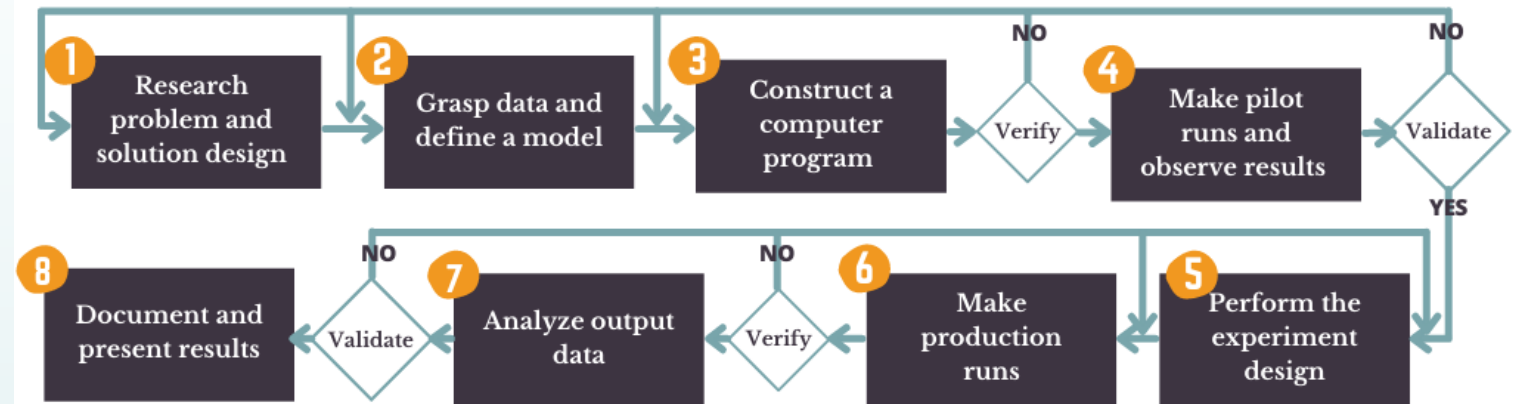 NO
NO
1
Research
problem and
solution design
2
Grasp data and
define a model
3
Construct a
computer
program
Verify
4
Make pilot
runs and
observe results
Validate
YES
5
Perform the
experiment
design
6
Make
production
runs
NO
Verify
7
Analyze output
data
NO
Validate
8
Document and
present results